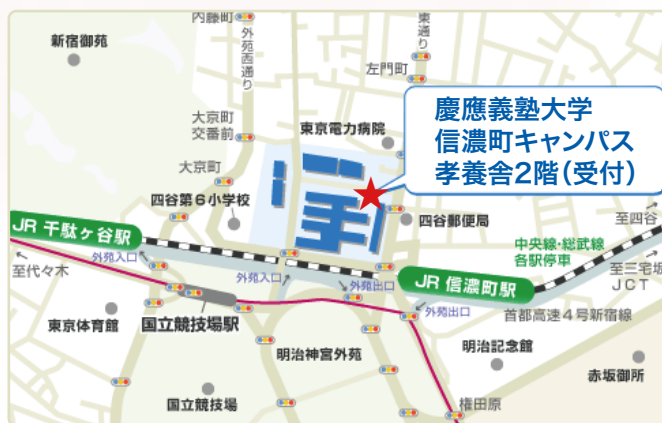 内藤町
新宿御苑
外苑西通り
東通り
左門町
大京町
交番前
東京電力病院
慶應義塾大学
信濃町キャンパス
孝養舎2階(受付)
大京町
四谷第6小学校
四谷郵便局
至四谷
JR 千駄ヶ谷駅
中央線・総武線
各駅停車
至代々木
外苑入口
外苑入口
外苑出口
JR 信濃町駅
至三宅坂
JCT
外苑出口
首都高速4号新宿線
東京体育館
国立競技場駅
明治神宮外苑
明治記念館
赤坂御所
国立競技場
権田原